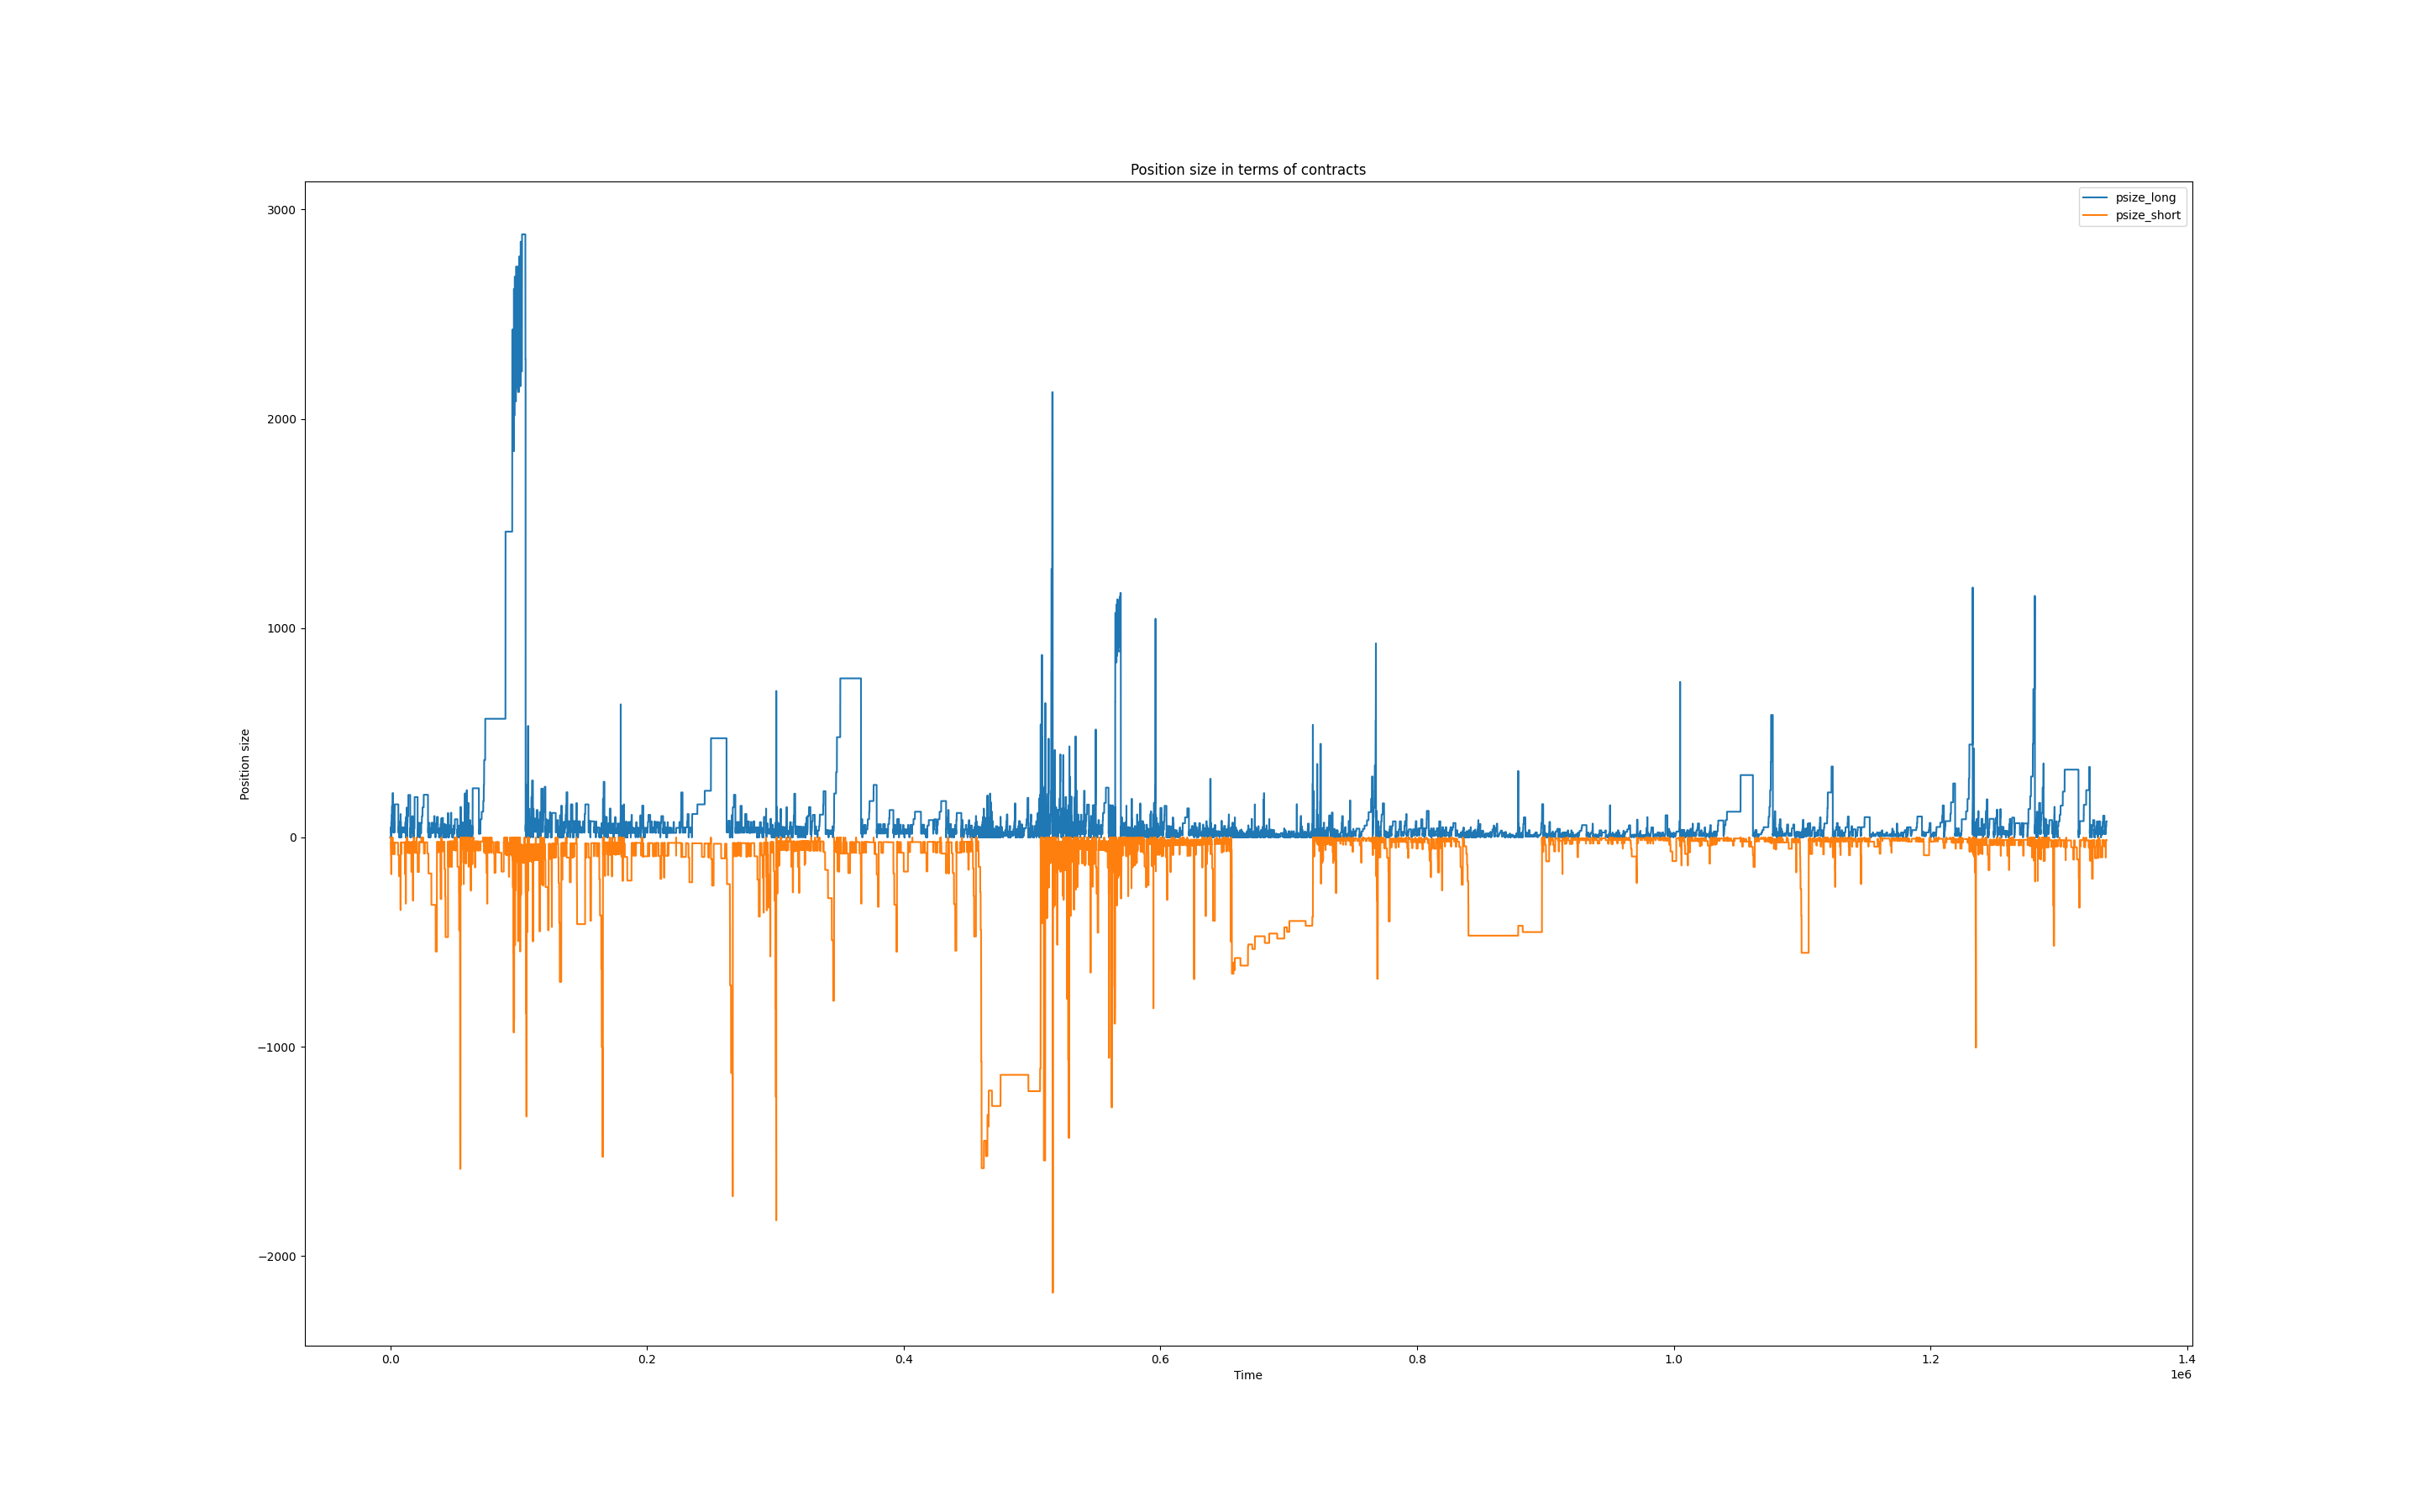 Position size in terms of contracts
psize_long
psize_short
3000
2000
1000
0
−1000
−2000
Position size
0.0
0.2
0.4
0.6
0.8
1.0
1.2
1.4
1e6
Time